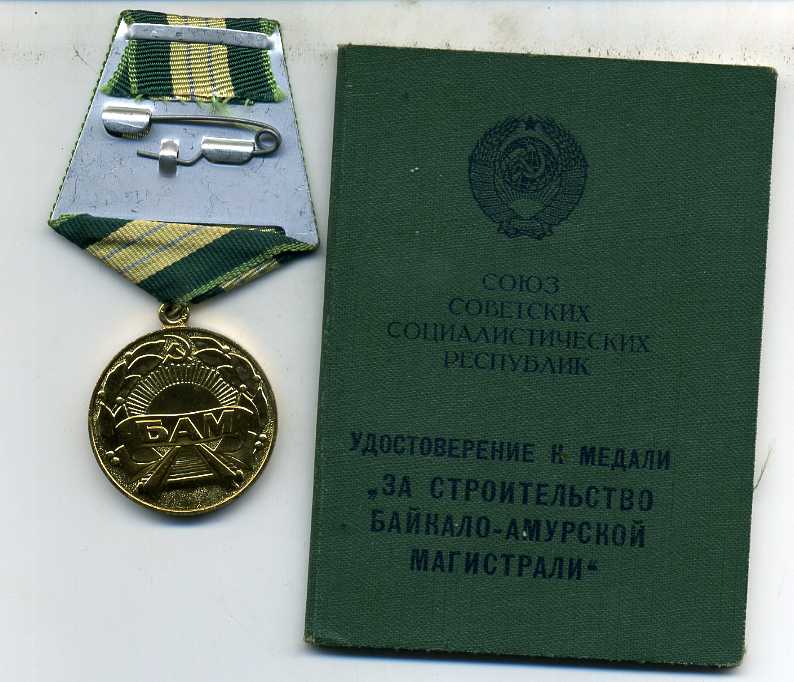 БАМ
СОЮЗ
СОВЕТСКИХ
СОЦИАЛИСТИЧЕСКИХ
РЕСПУБЛИК
УДОСТОВЕРЕНИЕ К МЕДАЛИ
„ЗА СТРОИТЕЛЬСТВО
БАЙКАЛО-АМУРСКОЙ
МАГИСТРАЛИ“